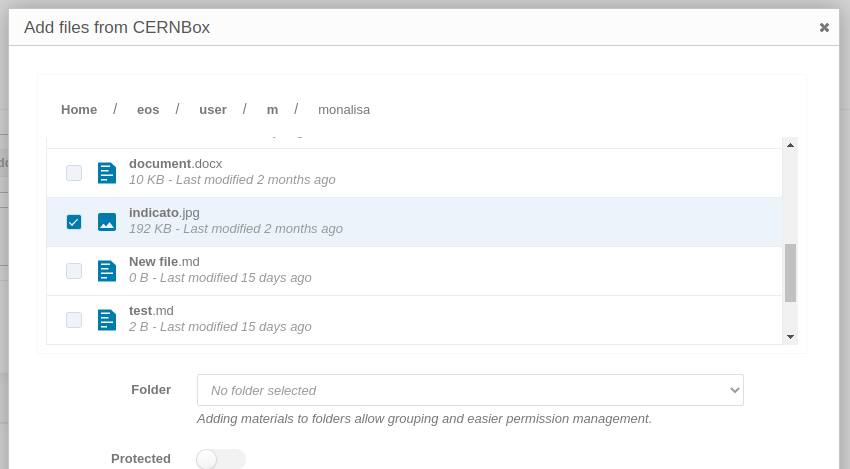 Add files from CERNBox
Home / eos / user / m / monalisa
document.docx
10 KB - Last modified 2 months ago
indicato.jpg
192 KB - Last modified 2 months ago
New file.md
0 B - Last modified 15 days ago
test.md
2 B - Last modified 15 days ago
Folder
No folder selected
Adding materials to folders allow grouping and easier permission management.
Protected